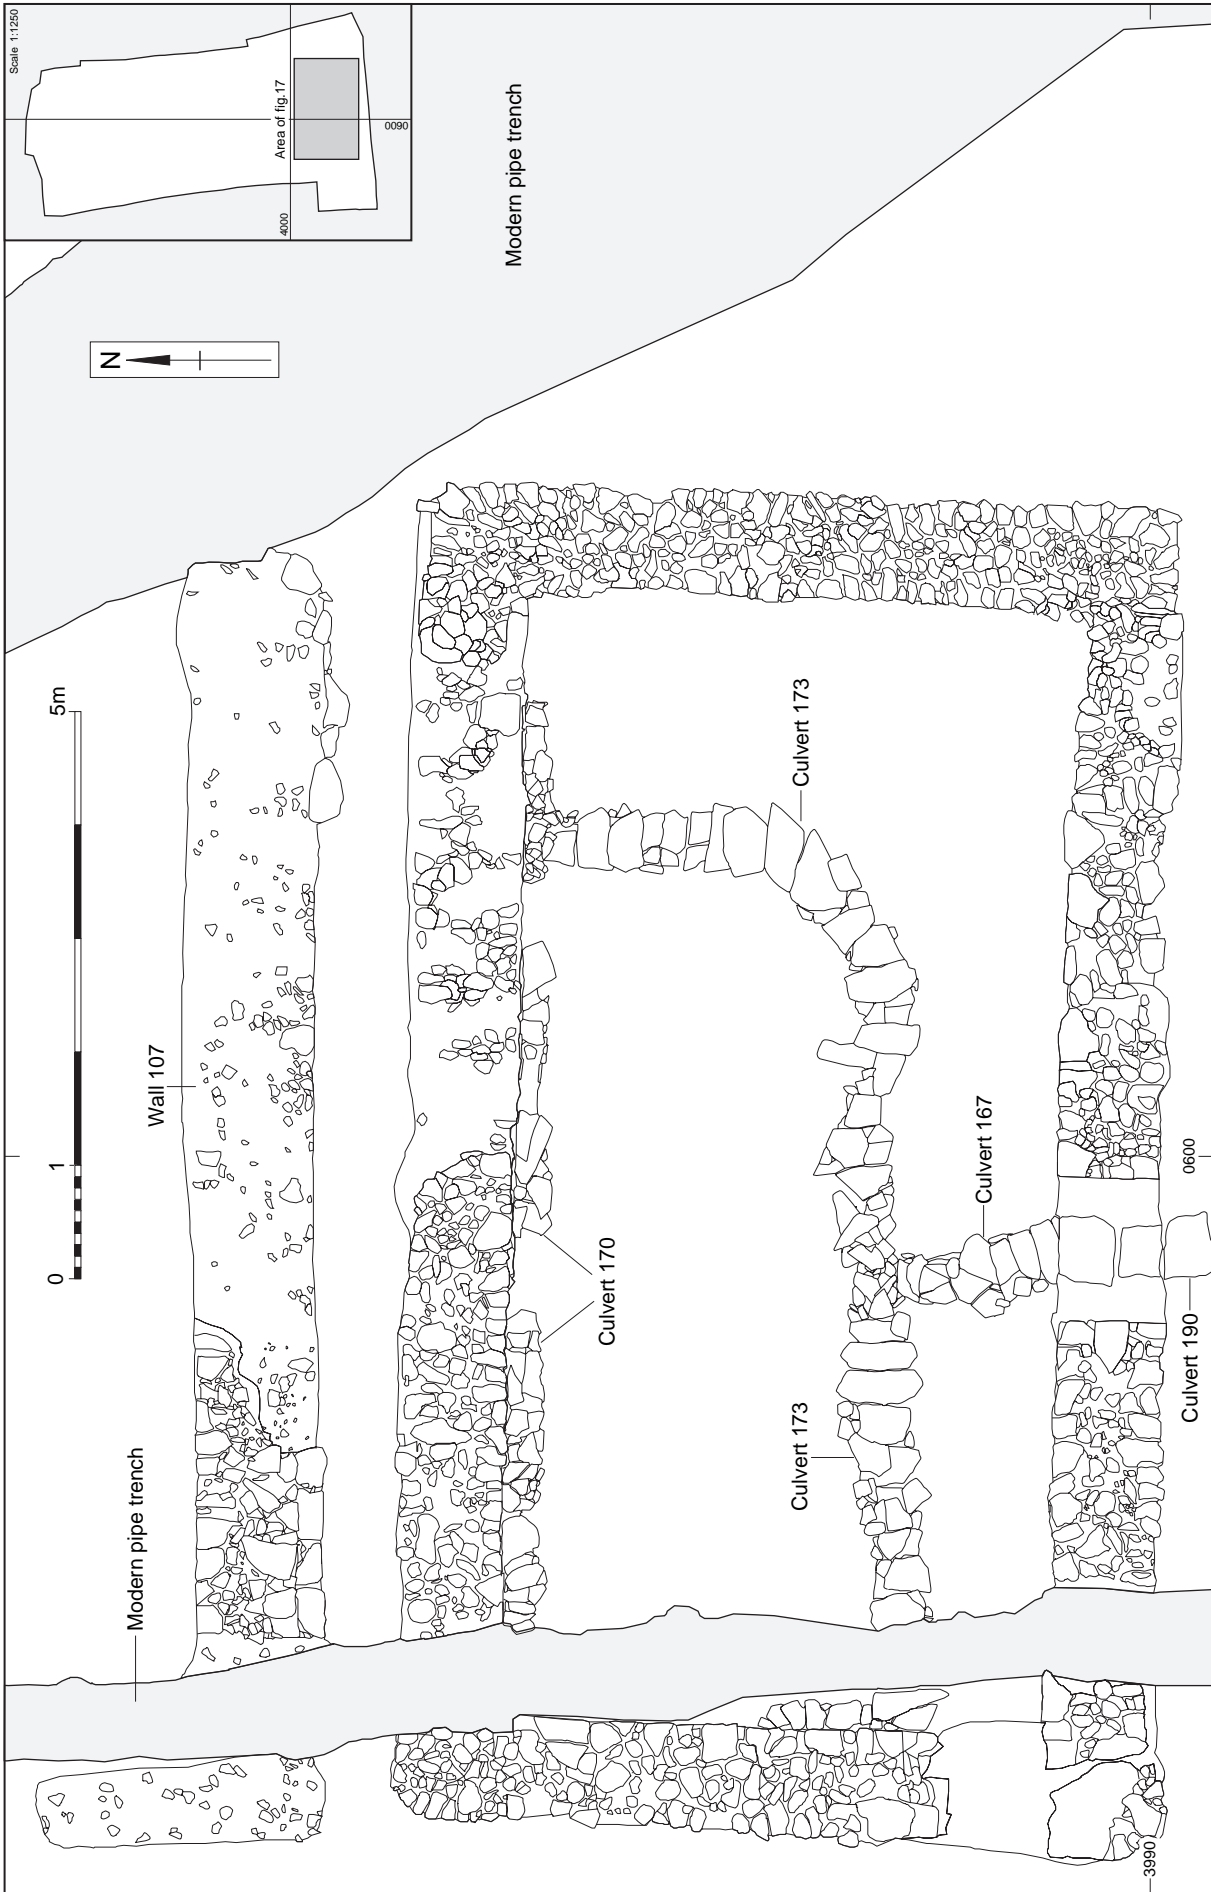 Scale 1:1250
Area of fig.17
4000
0090
Modern pipe trench
N
5m
1
0
Wall 107
Modern pipe trench
Culvert 173
Culvert 170
Culvert 167
Culvert 173
Culvert 190
0600
3990